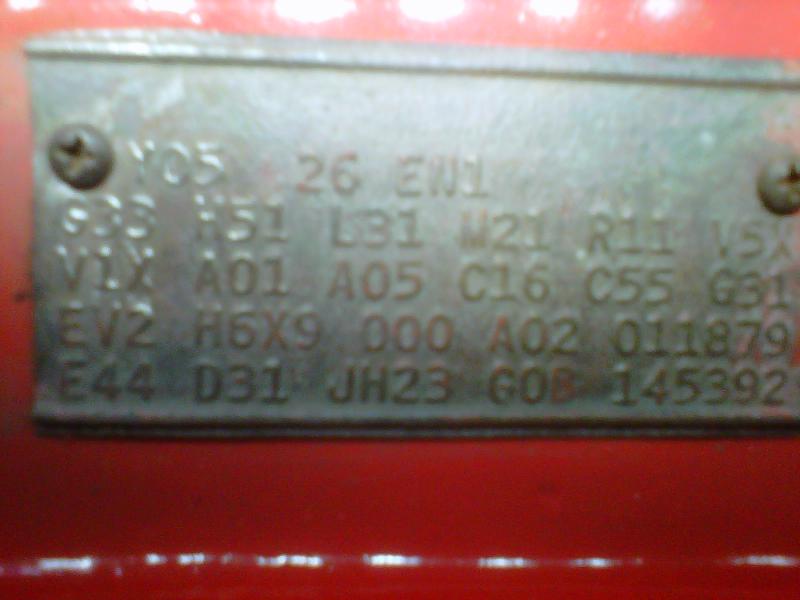 Y05 26 EN1
G33 H51 L31 M21 R11 V5X
V1X A01 A05 C16 C55 G31
EV2 H6X9 000 A02 011879
E44 D31 JH23 G0B 145392